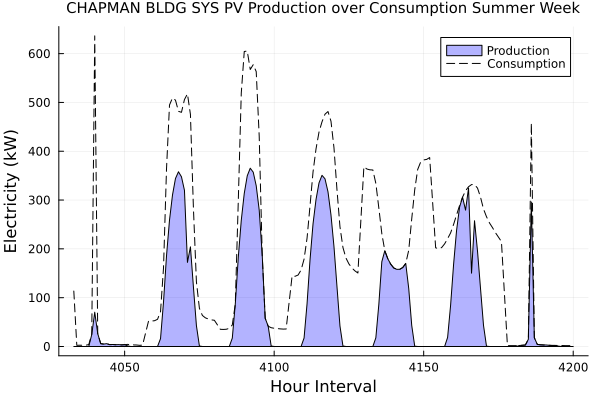 CHAPMAN BLDG SYS PV Production over Consumption Summer Week
Production
Consumption
Electricity (kW)
600
500
400
300
200
100
0
4050
4100
4150
4200
Hour Interval